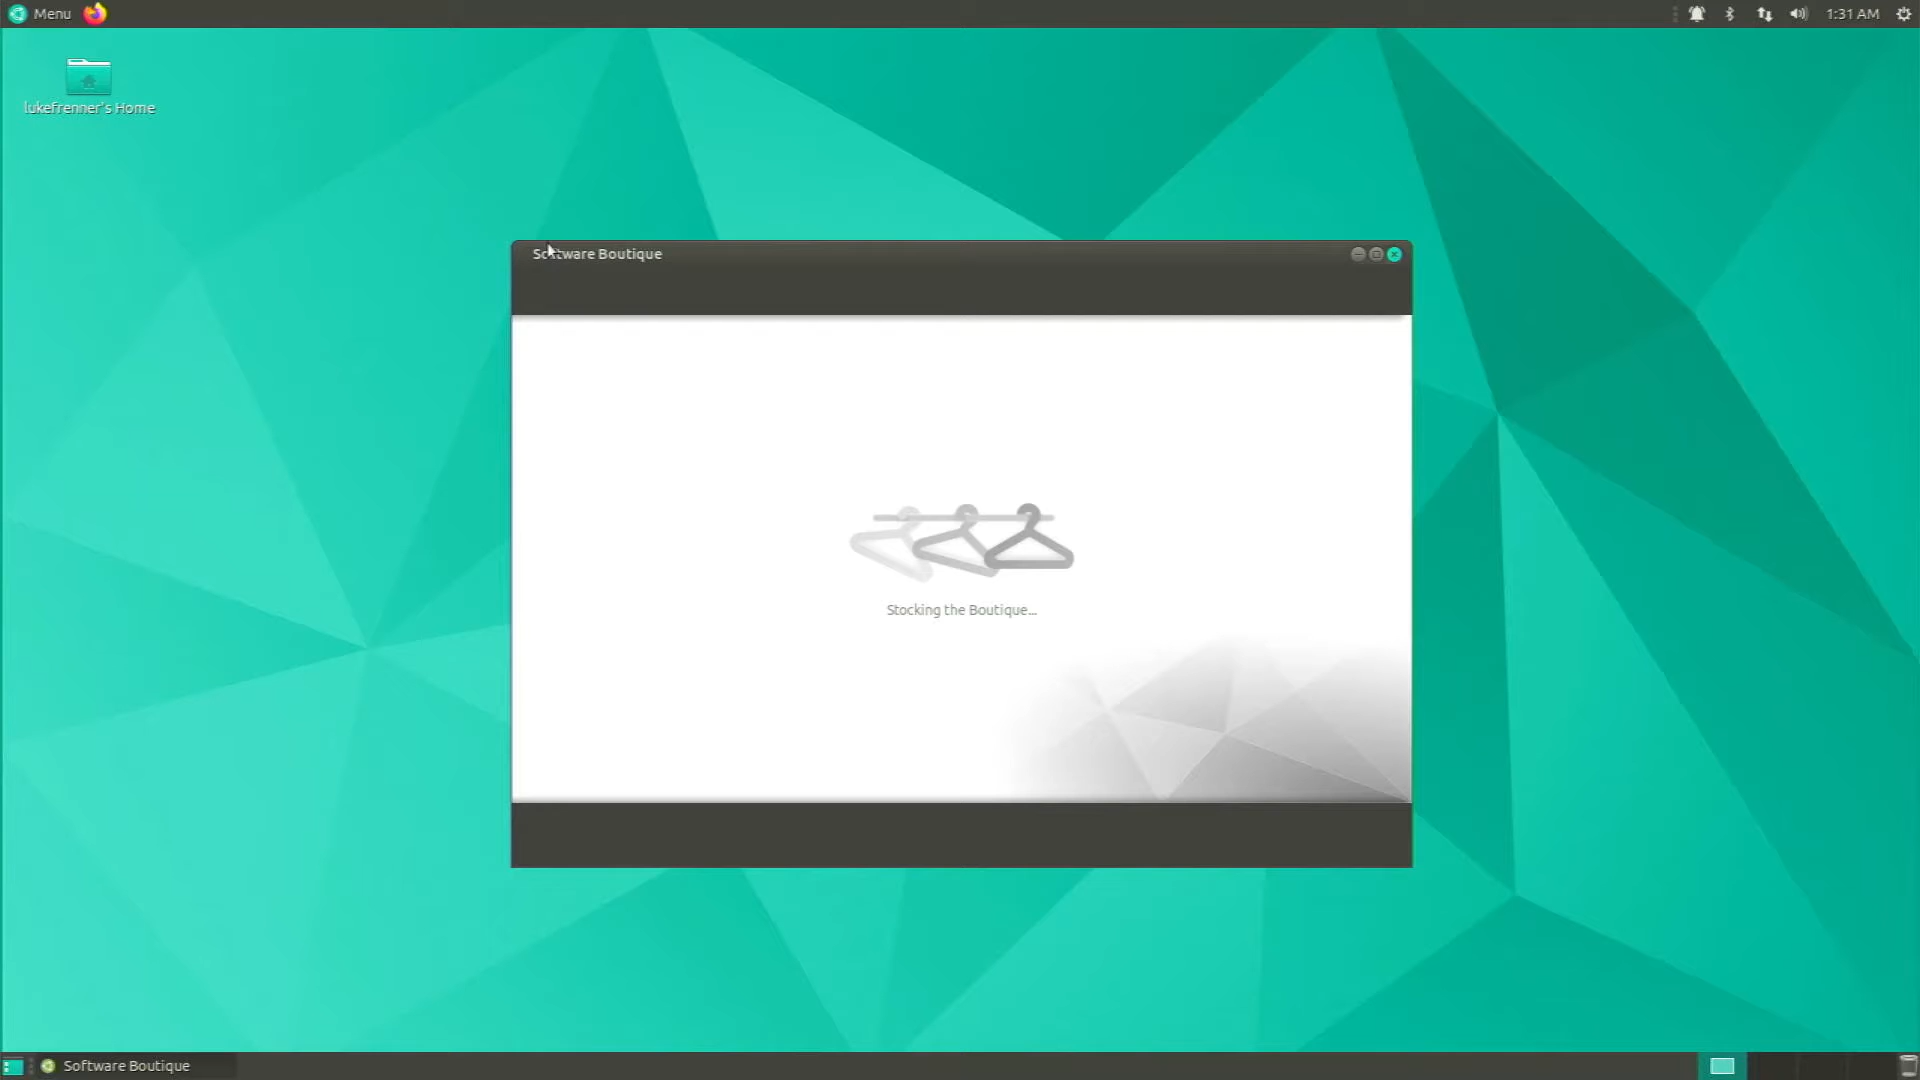 Menu
1:31 AM
lukefrenner's Home
Software Boutique
Stocking the Boutique...
Software Boutique